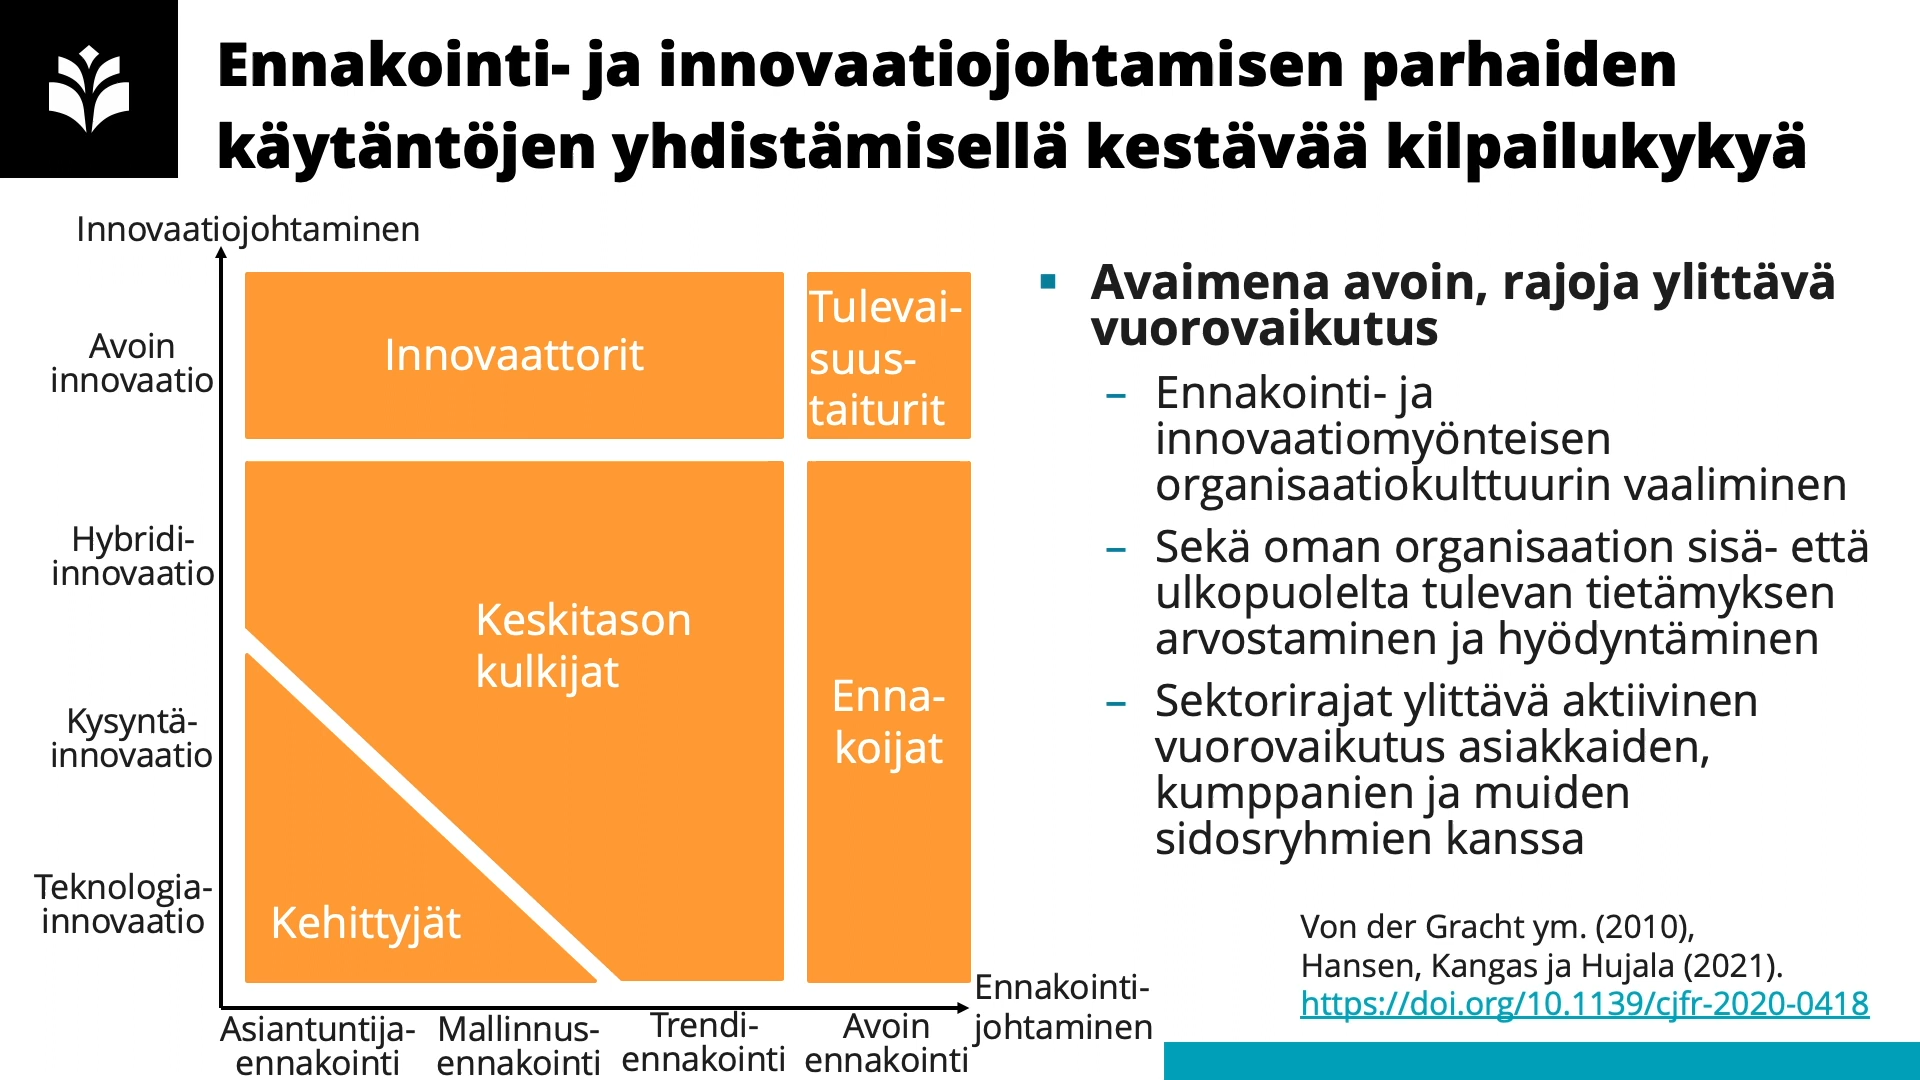 Ennakointi- ja innovaatiojohtamisen parhaiden
käytäntöjen yhdistämisellä kestävää kilpailukykyä
Innovaatiojohtaminen
Avoin
innovaatio
Hybridi-
innovaatio
Kysyntä-
innovaatio
Teknologia-
innovaatio
Innovaattorit
Tulevai-
suus-
taiturit
Keskitason
kulkijat
Enna-
koijat
Kehittyjät
Asiantuntija-
ennakointi
Mallinnus-
ennakointi
Trendi-
ennakointi
Avoin
ennakointi
Ennakointi-
johtaminen
▪ Avaimena avoin, rajoja ylittävä
vuorovaikutus
– Ennakointi- ja
innovaatiomyönteisen
organisaatiokulttuurin vaaliminen
– Sekä oman organisaation sisä- että
ulkopuolelta tulevan tietämyksen
arvostaminen ja hyödyntäminen
– Sektorirajat ylittävä aktiivinen
vuorovaikutus asiakkaiden,
kumppanien ja muiden
sidosryhmien kanssa
Von der Gracht ym. (2010),
Hansen, Kangas ja Hujala (2021).
https://doi.org/10.1139/cjfr-2020-0418